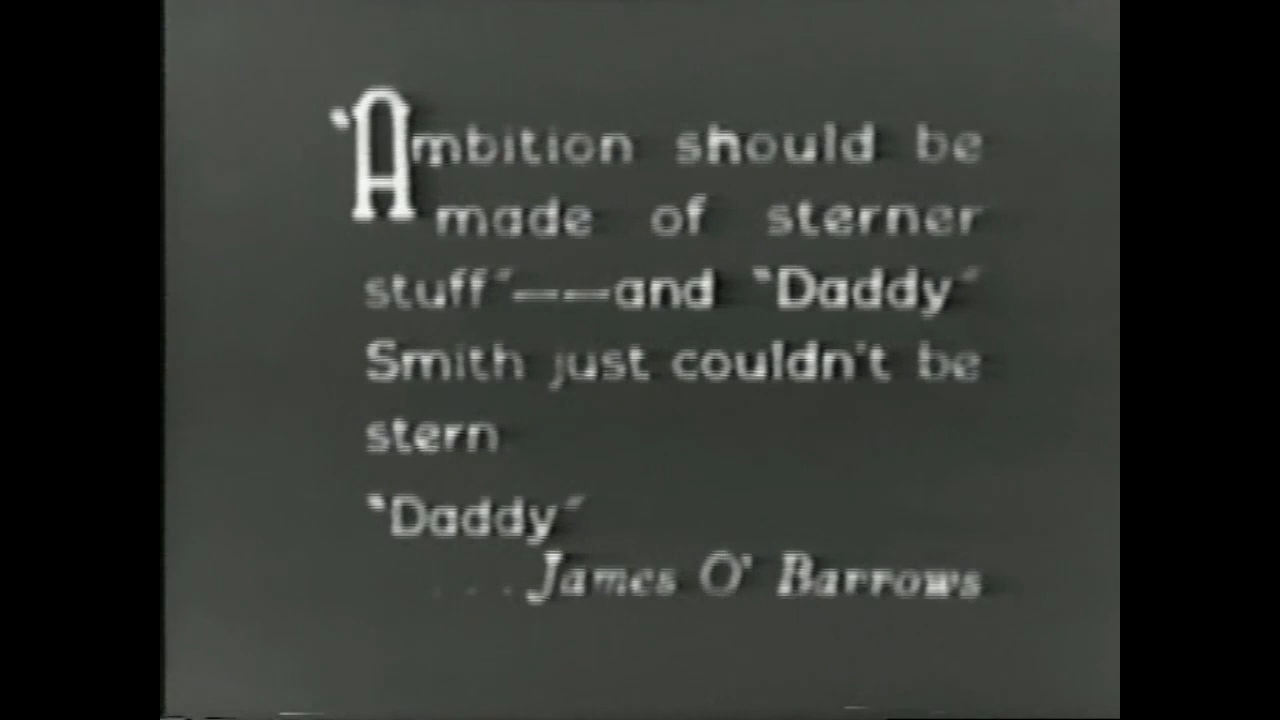 "Ambition should be
made of sterner
stuff"——and "Daddy"
Smith just couldn't be
stern.
"Daddy"
...James O'Barrows